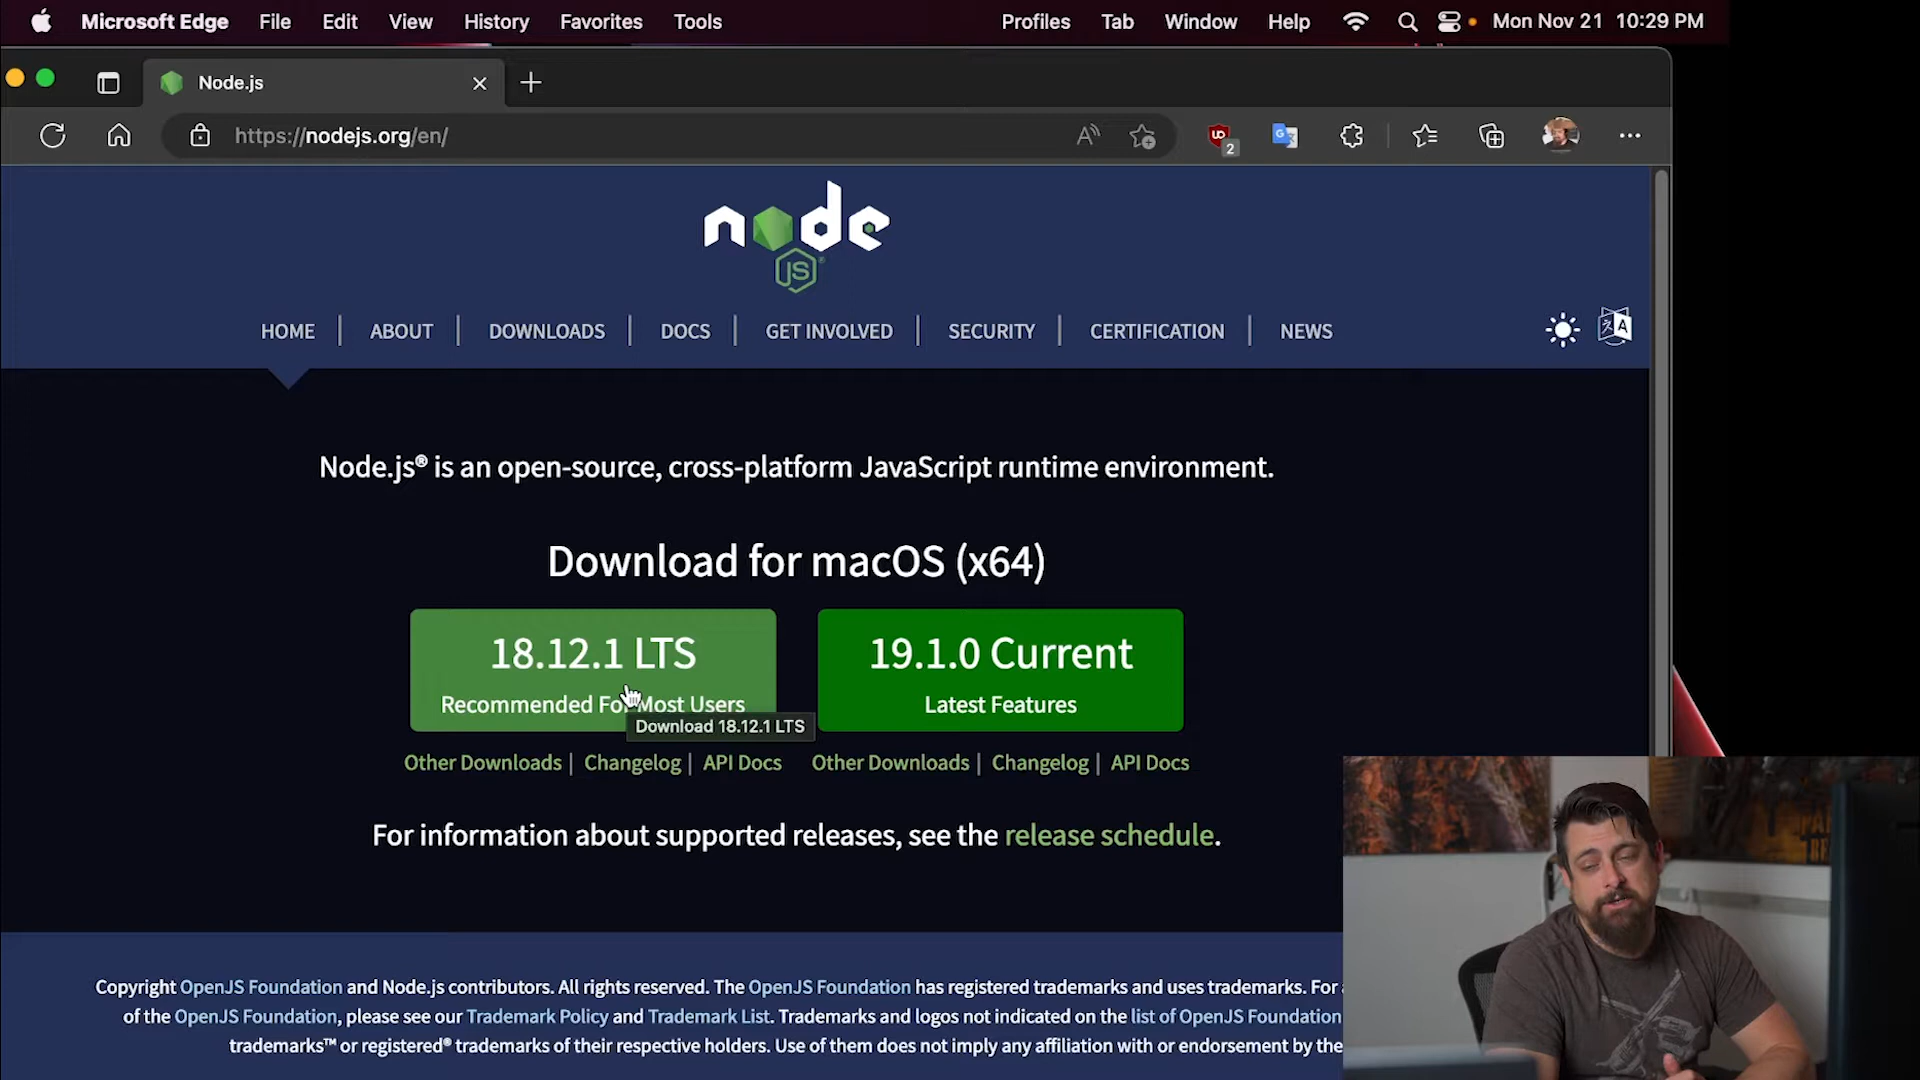 Microsoft Edge File Edit View History Favorites Tools Profiles Tab Window Help Mon Nov 21 10:29 PM
Node.js
https://nodejs.org/en/
2
node
JS
HOME | ABOUT | DOWNLOADS | DOCS | GET INVOLVED | SECURITY | CERTIFICATION | NEWS
Node.js® is an open-source, cross-platform JavaScript runtime environment.
Download for macOS (x64)
18.12.1 LTS
Recommended For Most Users
Download 18.12.1 LTS
19.1.0 Current
Latest Features
Other Downloads | Changelog | API Docs
Other Downloads | Changelog | API Docs
For information about supported releases, see the release schedule.
Copyright OpenJS Foundation and Node.js contributors. All rights reserved. The OpenJS Foundation has registered trademarks and uses trademarks. For
of the OpenJS Foundation, please see our Trademark Policy and Trademark List. Trademarks and logos not indicated on the list of OpenJS Foundation
trademarks™ or registered® trademarks of their respective holders. Use of them does not imply any affiliation with or endorsement by the